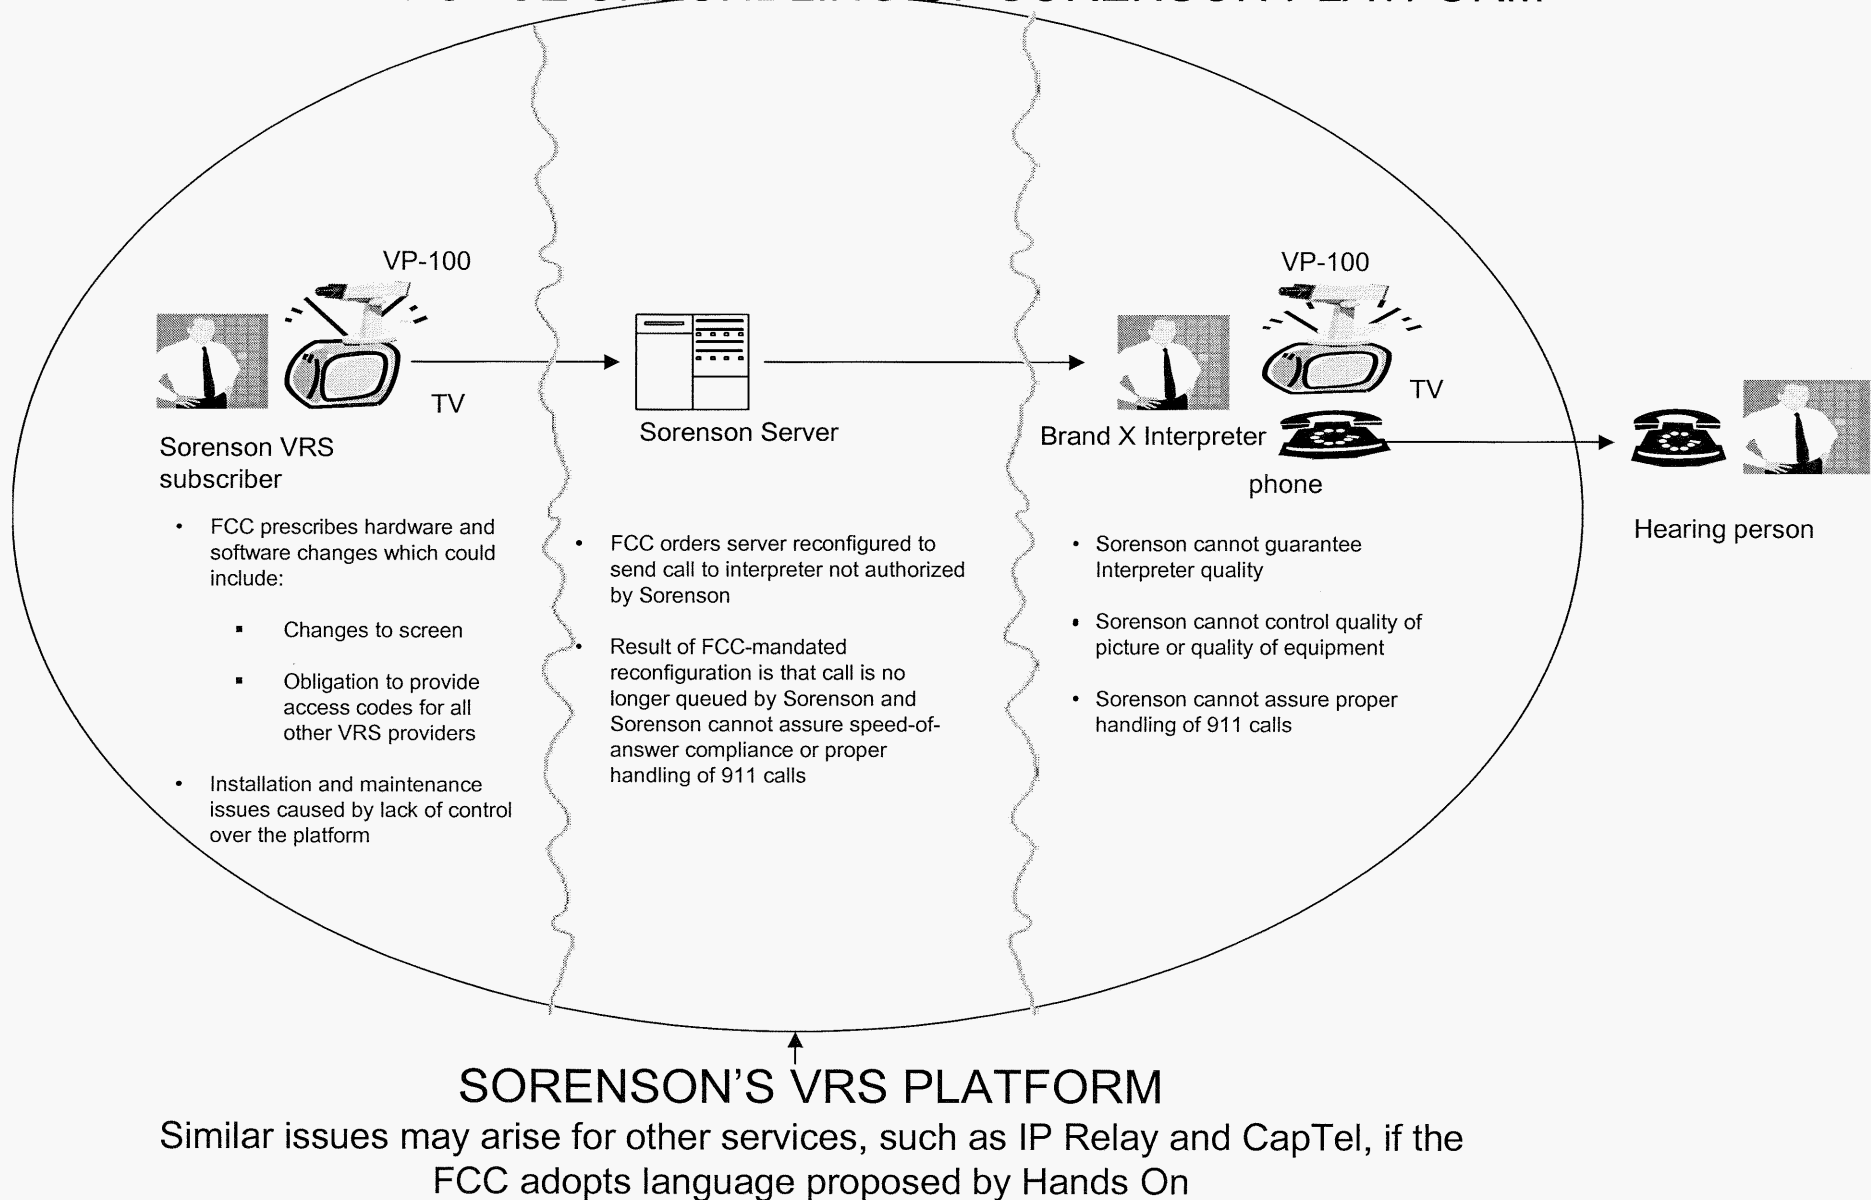 VP-100
TV
Sorenson VRS
subscriber
• FCC prescribes hardware and
software changes which could
include:
▪ Changes to screen
▪ Obligation to provide
access codes for all
other VRS providers
• Installation and maintenance
issues caused by lack of control
over the platform
Sorenson Server
• FCC orders server reconfigured to
send call to interpreter not authorized
by Sorenson
• Result of FCC-mandated
reconfiguration is that call is no
longer queued by Sorenson and
Sorenson cannot assure speed-of-
answer compliance or proper
handling of 911 calls
VP-100
TV
Brand X Interpreter
phone
• Sorenson cannot guarantee
Interpreter quality
• Sorenson cannot control quality of
picture or quality of equipment
• Sorenson cannot assure proper
handling of 911 calls
Hearing person
SORENSON'S VRS PLATFORM
Similar issues may arise for other services, such as IP Relay and CapTel, if the
FCC adopts language proposed by Hands On